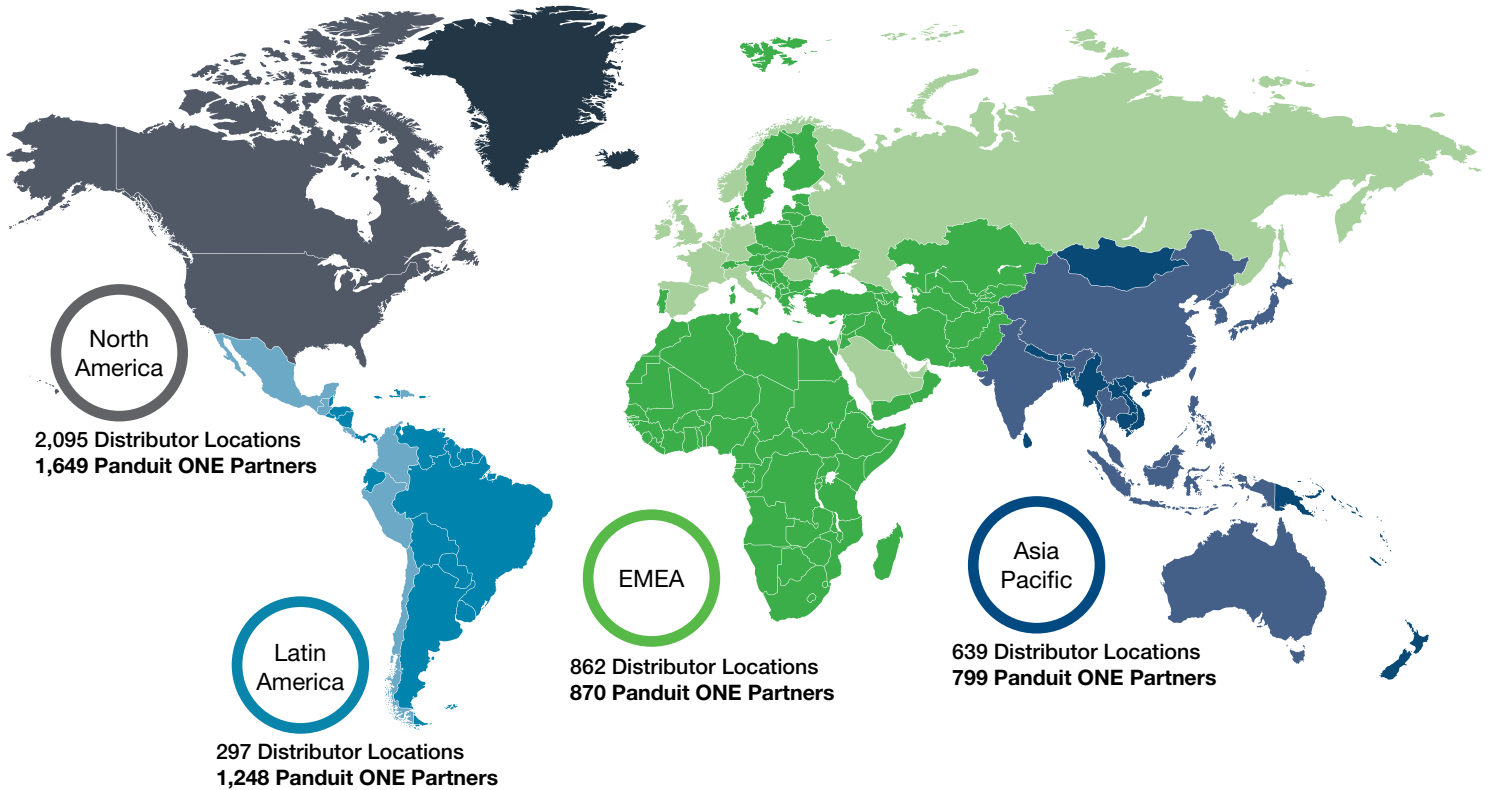 North
America
2,095 Distributor Locations
1,649 Panduit ONE Partners
Latin
America
297 Distributor Locations
1,248 Panduit ONE Partners
EMEA
862 Distributor Locations
870 Panduit ONE Partners
Asia
Pacific
639 Distributor Locations
799 Panduit ONE Partners